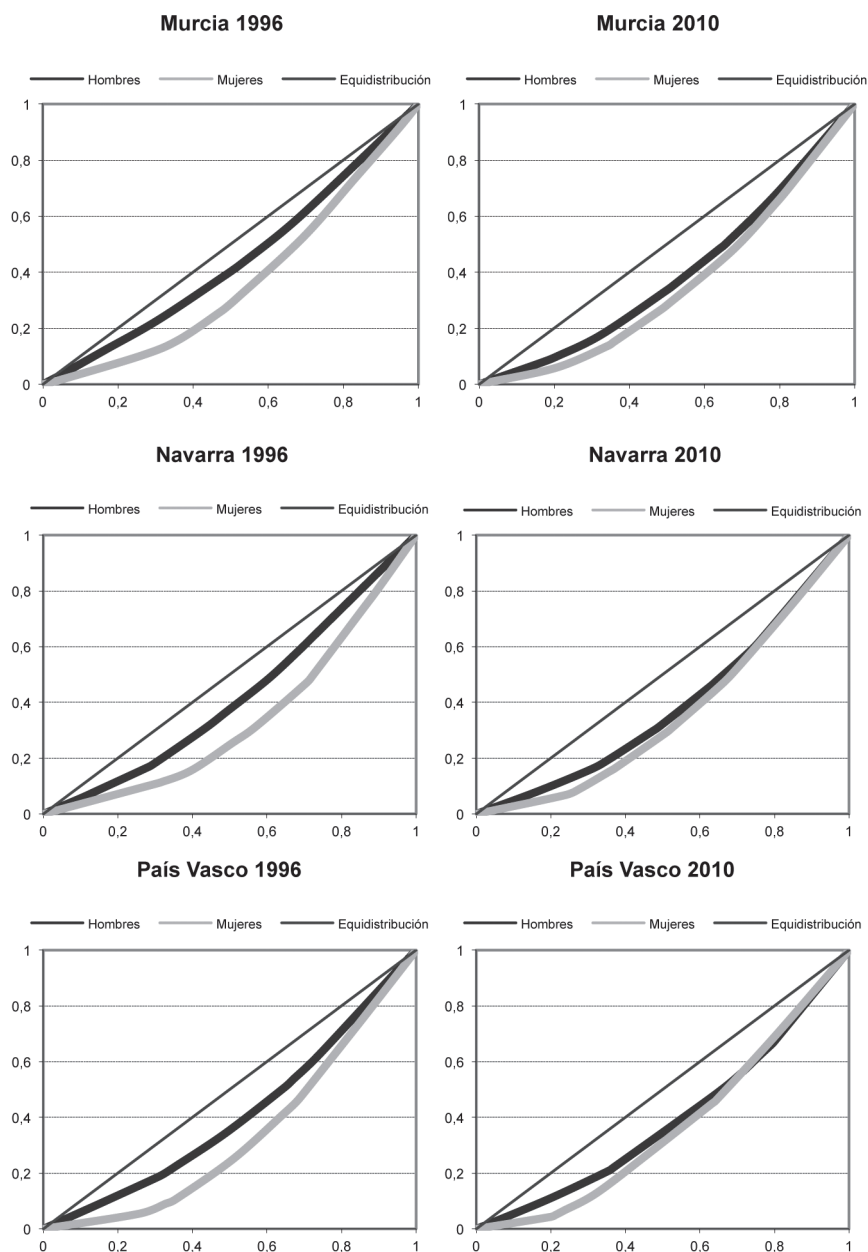 Murcia 1996
Hombres Mujeres Equidistribución
1
0,8
0,6
0,4
0,2
0
0 0,2 0,4 0,6 0,8 1
Murcia 2010
Hombres Mujeres Equidistribución
1
0,8
0,6
0,4
0,2
0
0 0,2 0,4 0,6 0,8 1
Navarra 1996
Hombres Mujeres Equidistribución
1
0,8
0,6
0,4
0,2
0
0 0,2 0,4 0,6 0,8 1
Navarra 2010
Hombres Mujeres Equidistribución
1
0,8
0,6
0,4
0,2
0
0 0,2 0,4 0,6 0,8 1
País Vasco 1996
Hombres Mujeres Equidistribución
1
0,8
0,6
0,4
0,2
0
0 0,2 0,4 0,6 0,8 1
País Vasco 2010
Hombres Mujeres Equidistribución
1
0,8
0,6
0,4
0,2
0
0 0,2 0,4 0,6 0,8 1